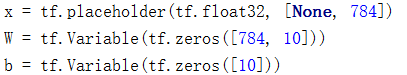 x = tf.placeholder(tf.float32, [None, 784])
W = tf.Variable(tf.zeros([784, 10]))
b = tf.Variable(tf.zeros([10]))